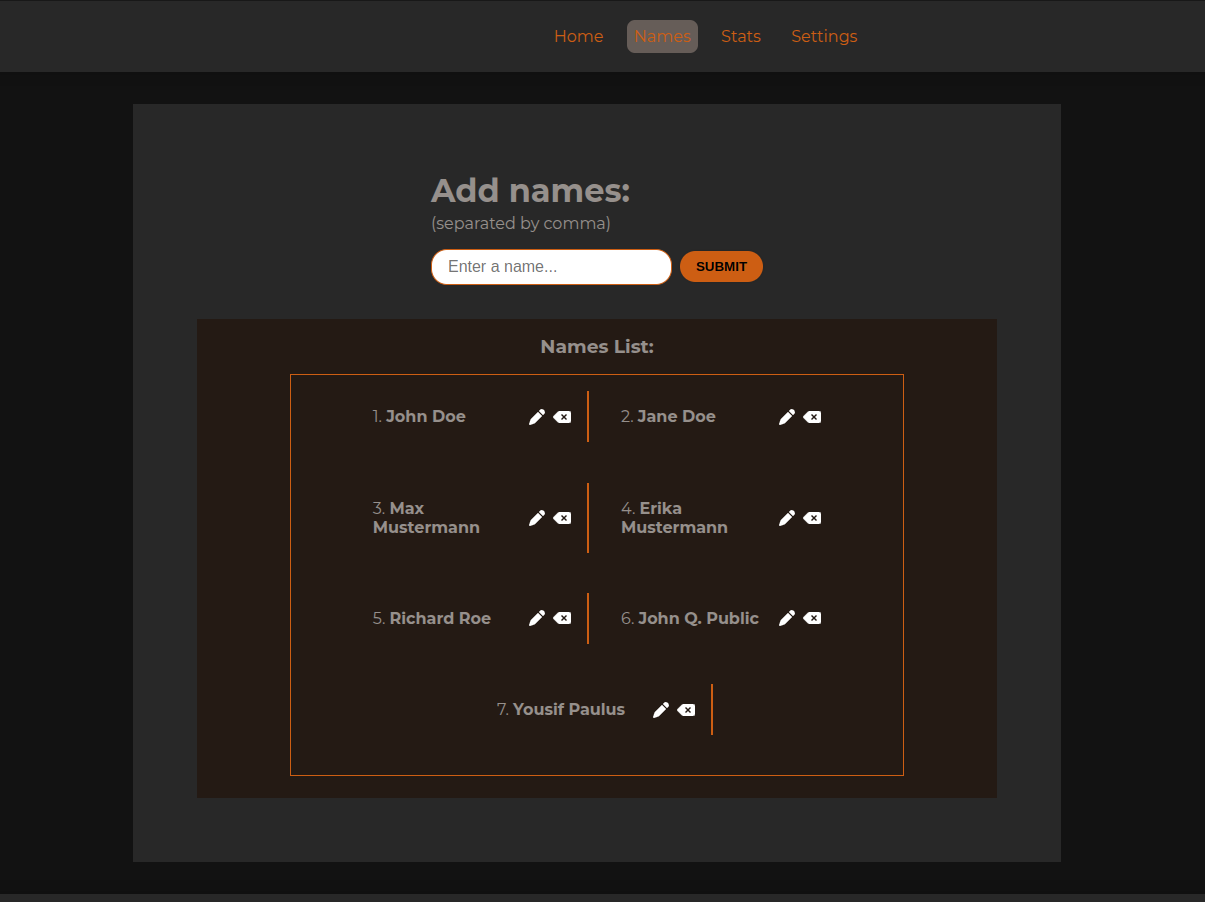 Home Names Stats Settings
Add names:
(separated by comma)
Enter a name... SUBMIT
Names List:
1. John Doe
2. Jane Doe
3. Max
Mustermann
4. Erika
Mustermann
5. Richard Roe
6. John Q. Public
7. Yousif Paulus